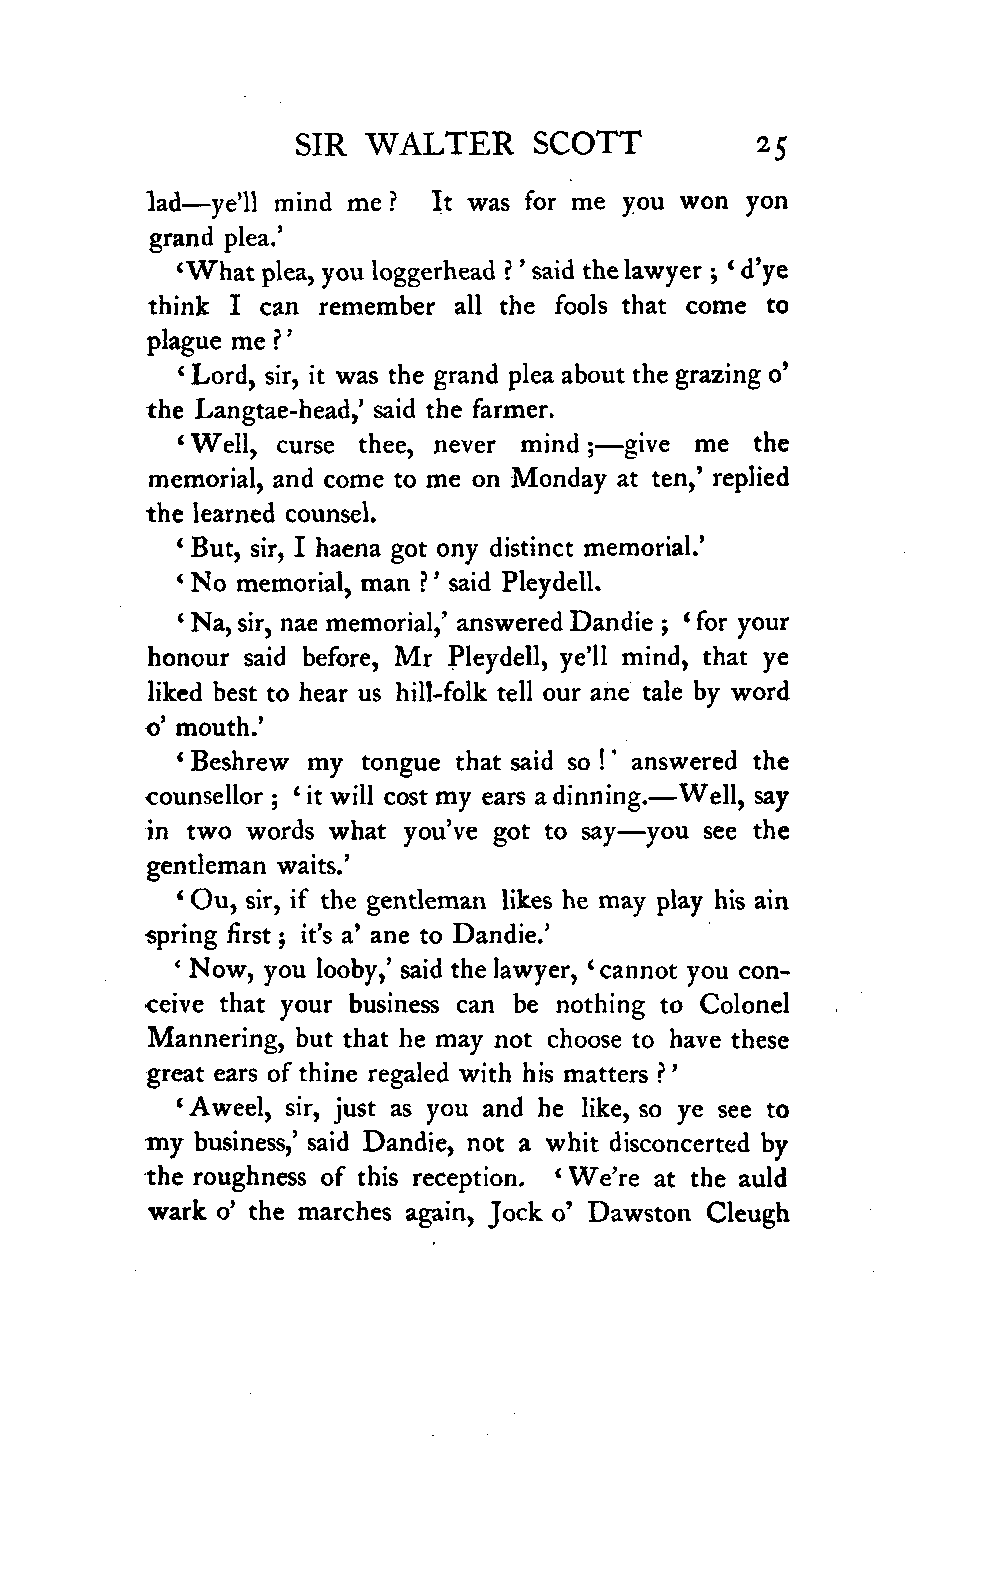 SIR WALTER SCOTT 25
lad—ye'll mind me? It was for me you won yon
grand plea.'
'What plea, you loggerhead?' said the lawyer; 'd'ye
think I can remember all the fools that come to
plague me?'
'Lord, sir, it was the grand plea about the grazing o'
the Langtae-head,' said the farmer.
'Well, curse thee, never mind;—give me the
memorial, and come to me on Monday at ten,' replied
the learned counsel.
'But, sir, I haena got ony distinct memorial.'
'No memorial, man?' said Pleydell.
'Na, sir, nae memorial,' answered Dandie; 'for your
honour said before, Mr Pleydell, ye'll mind, that ye
liked best to hear us hill-folk tell our ane tale by word
o' mouth.'
'Beshrew my tongue that said so!' answered the
counsellor; 'it will cost my ears a dinning.—Well, say
in two words what you've got to say—you see the
gentleman waits.'
'Ou, sir, if the gentleman likes he may play his ain
spring first; it's a' ane to Dandie.'
'Now, you looby,' said the lawyer, 'cannot you con-
ceive that your business can be nothing to Colonel
Mannering, but that he may not choose to have these
great ears of thine regaled with his matters?'
'Aweel, sir, just as you and he like, so ye see to
my business,' said Dandie, not a whit disconcerted by
the roughness of this reception. 'We're at the auld
wark o' the marches again, Jock o' Dawston Cleugh